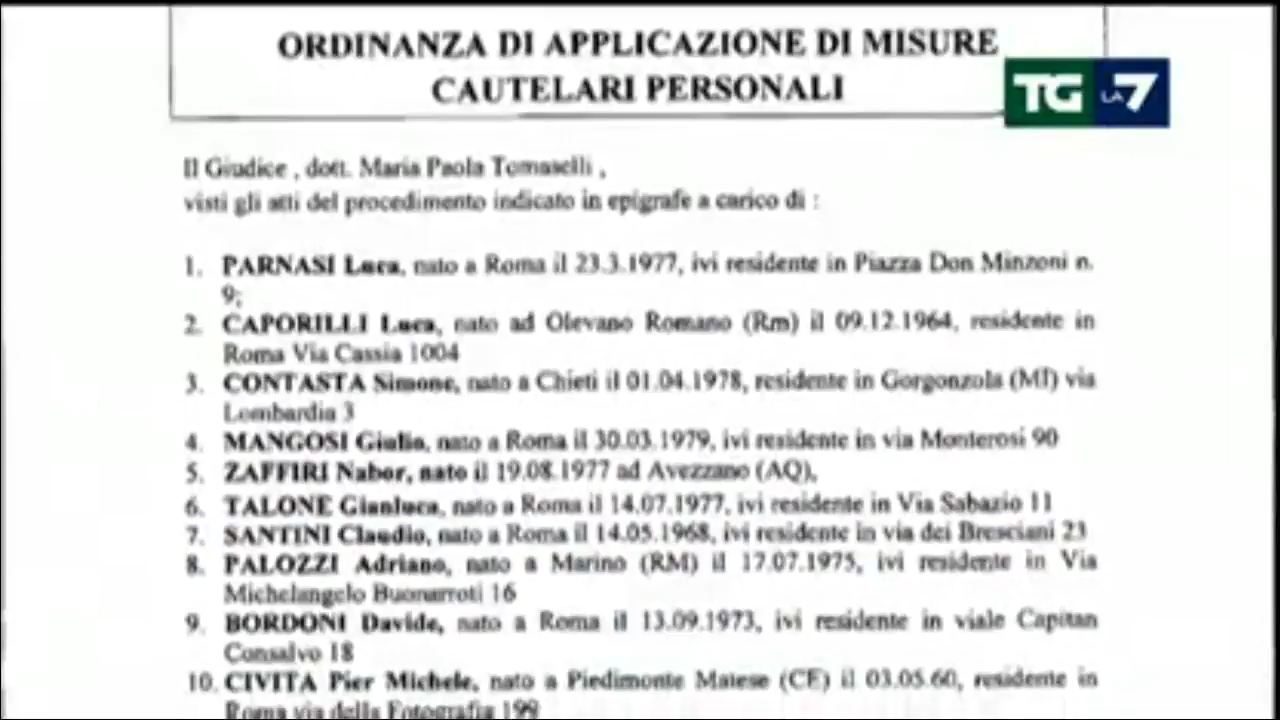 ORDINANZA DI APPLICAZIONE DI MISURE
CAUTELARI PERSONALI
TG LA7
Il Giudice , dott. Maria Paola Tomaselli ,
visti gli atti del procedimento indicato in epigrafe a carico di :
1. PARNASI Luca, nato a Roma il 23.3.1977, ivi residente in Piazza Don Minzoni n.
9;
2. CAPORILLI Luca, nato ad Olevano Romano (Rm) il 09.12.1964, residente in
Roma Via Cassia 1004
3. CONTASTA Simone, nato a Chieti il 01.04.1978, residente in Gorgonzola (MI) via
Lombardia 3
4. MANGOSI Giulio, nato a Roma il 30.03.1979, ivi residente in via Monterosi 90
5. ZAFFIRI Nabor, nato il 19.08.1977 ad Avezzano (AQ),
6. TALONE Gianluca, nato a Roma il 14.07.1977, ivi residente in Via Sabazio 11
7. SANTINI Claudio, nato a Roma il 14.05.1968, ivi residente in via dei Bresciani 23
8. PALOZZI Adriano, nato a Marino (RM) il 17.07.1975, ivi residente in Via
Michelangelo Buonarroti 16
9. BORDONI Davide, nato a Roma il 13.09.1973, ivi residente in viale Capitan
Consalvo 18
10. CIVITA Pier Michele, nato a Piedimonte Matese (CE) il 03.05.60, residente in
Roma via della Fotografia 199